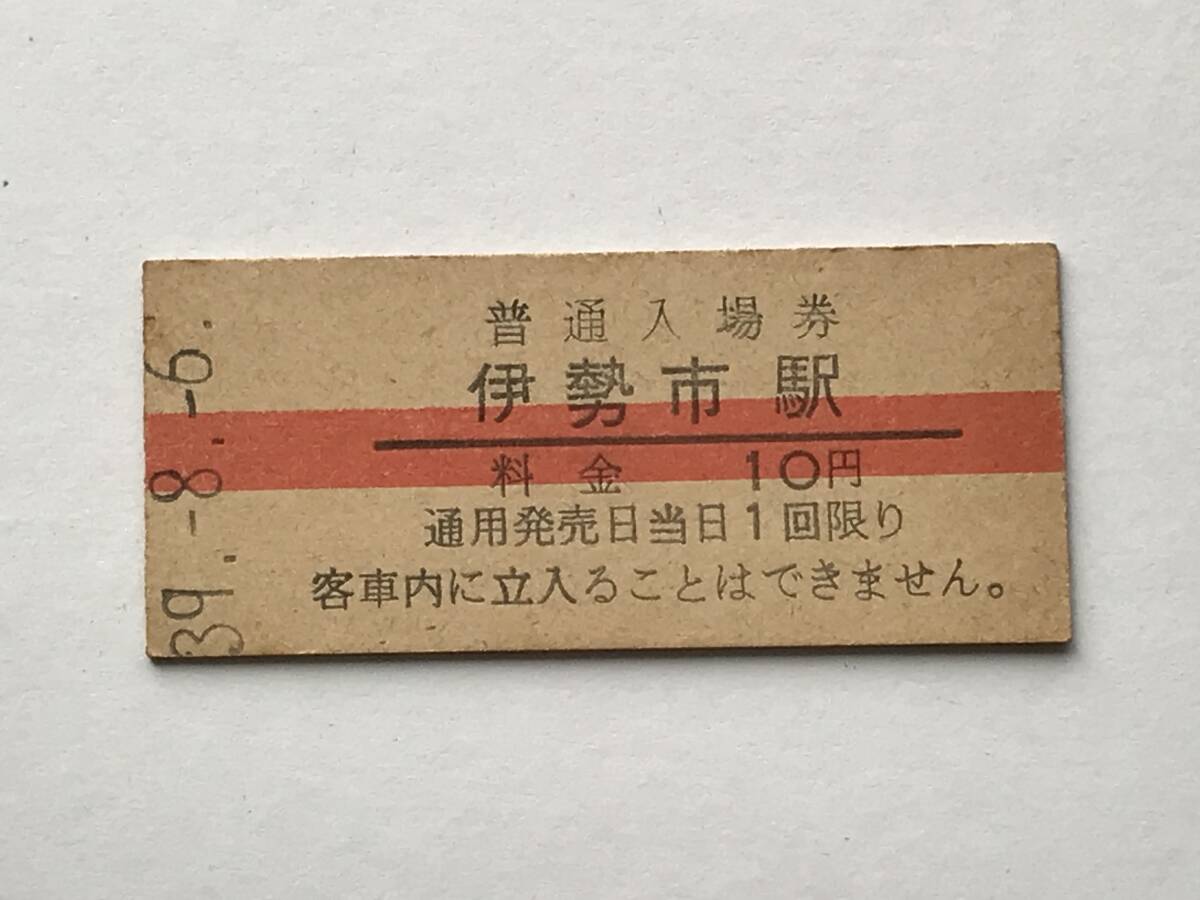 普通入場券
伊勢市駅
料金 10円
通用発売日当日1回限り
客車内に立入ることはできません。
39.-8.-6.